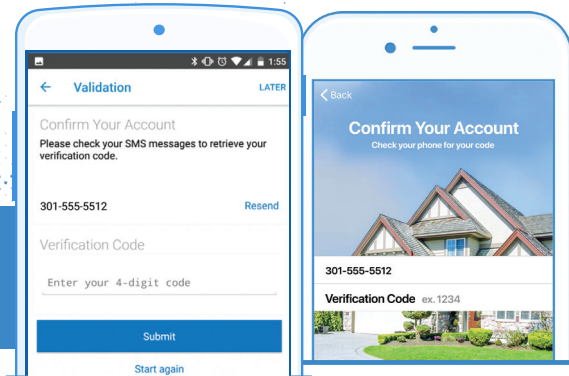 1:55
Validation
LATER
Confirm Your Account
Please check your SMS messages to retrieve your
verification code.
301-555-5512
Resend
Verification Code
Enter your 4-digit code
Submit
Start again
Back
Confirm Your Account
Check your phone for your code
301-555-5512
Verification Code ex. 1234